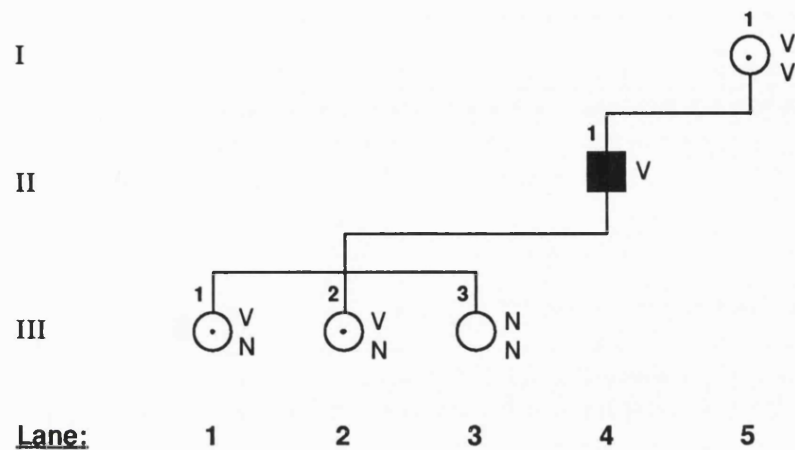 1
I V
V
1
II V
1 2 3
V V N
III N N N
Lane: 1 2 3 4 5